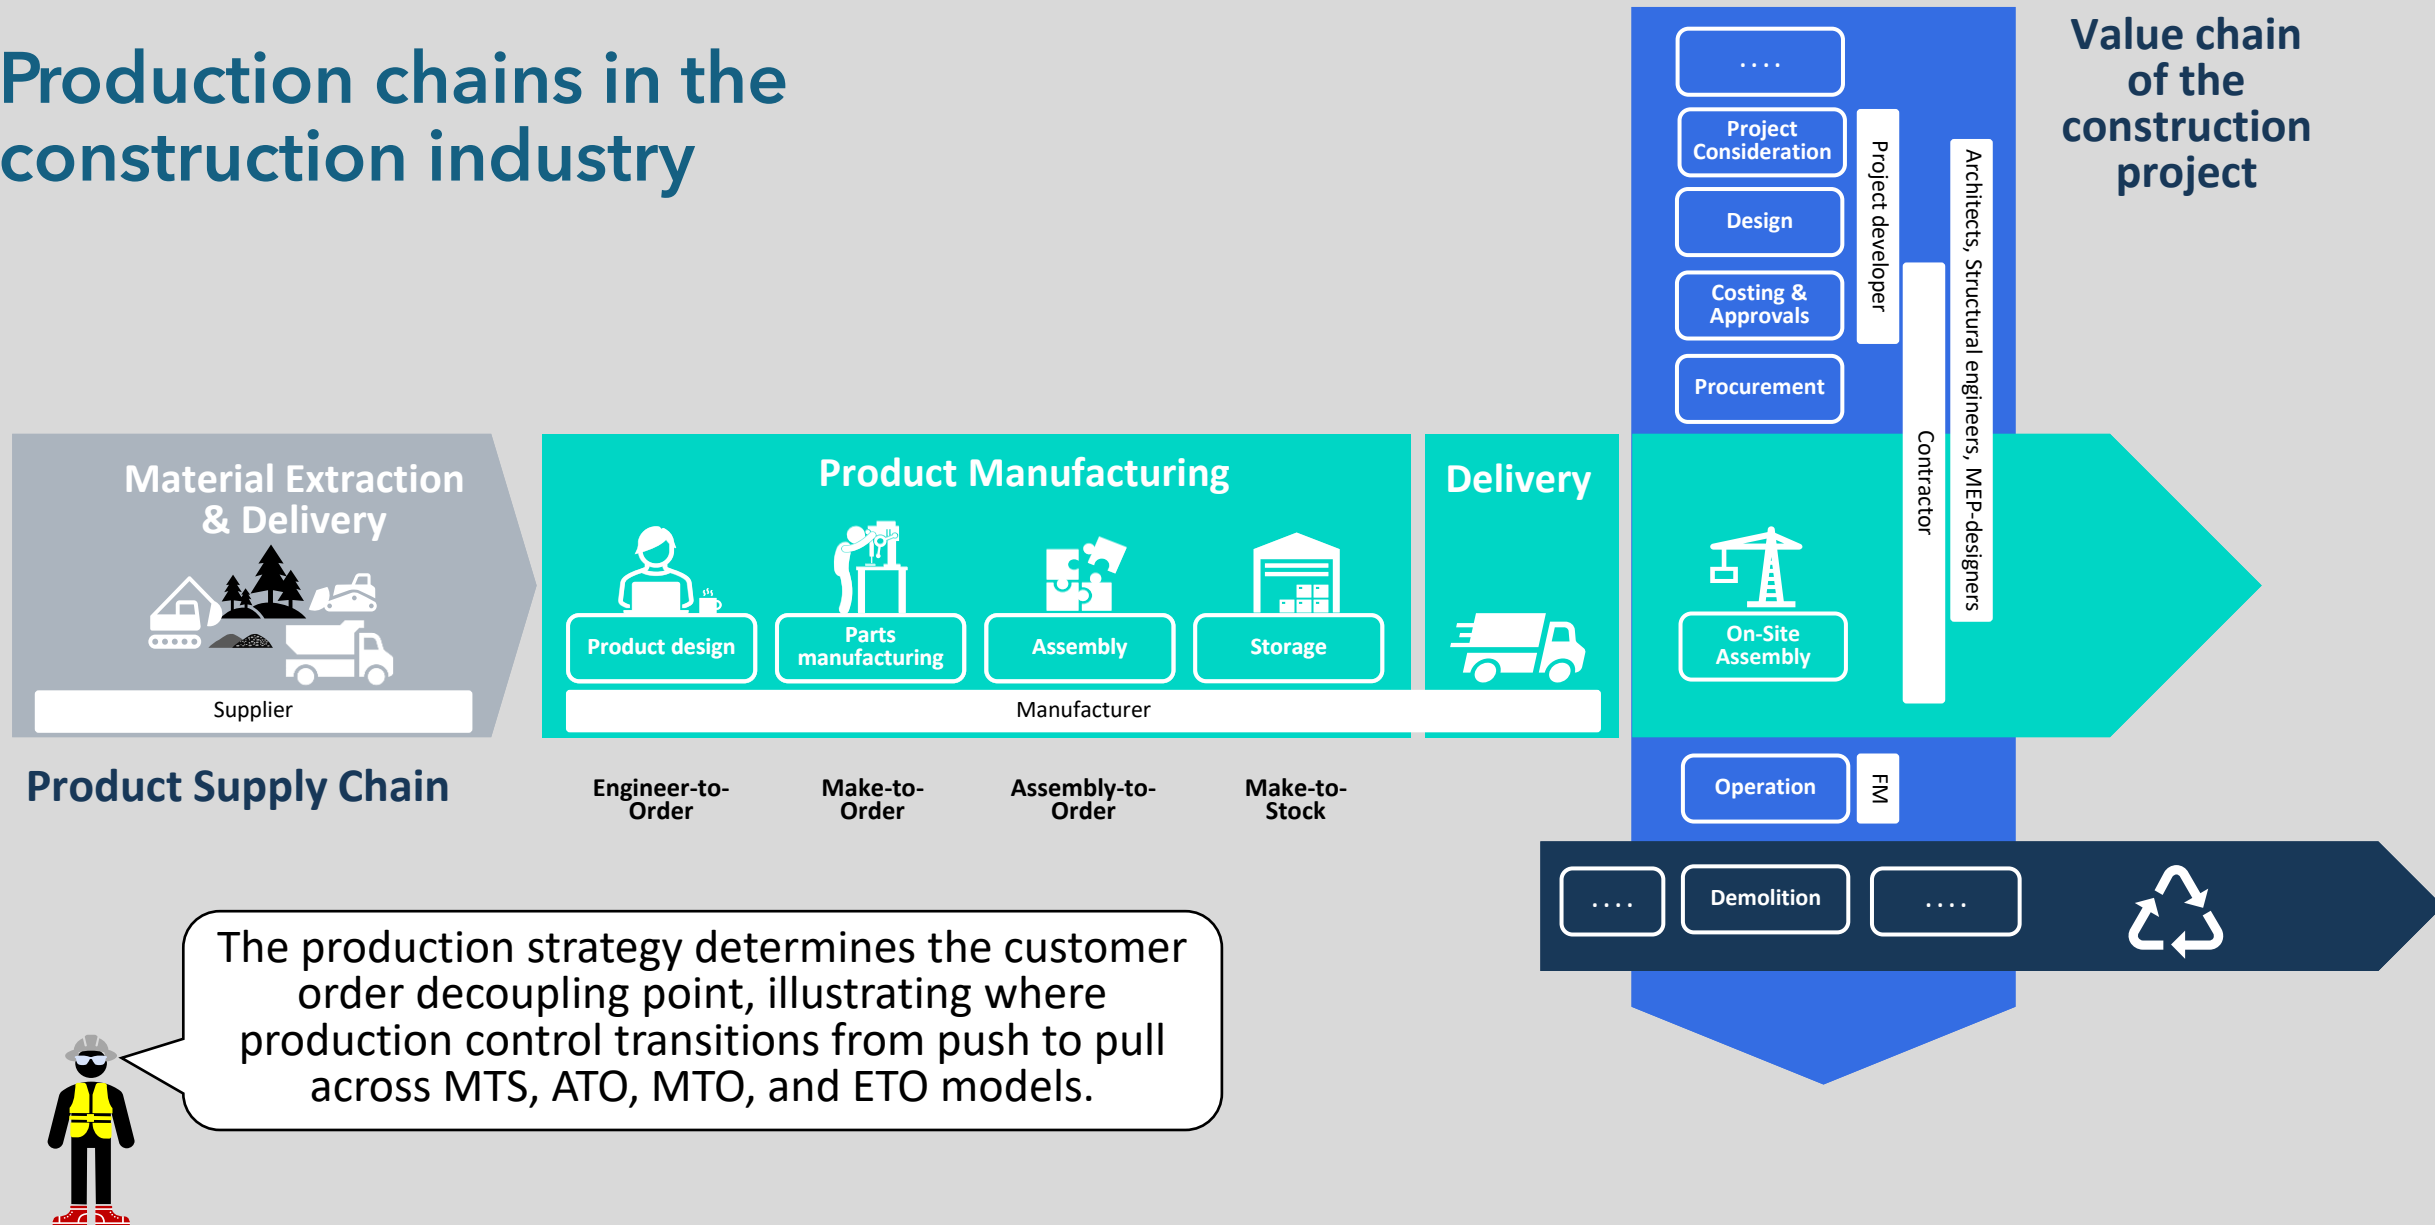 Production chains in the
construction industry
Value chain
of the
construction
project
. . . .
Project
Consideration
Design
Costing &
Approvals
Procurement
Project developer
Contractor
Architects, Structural engineers, MEP-designers
Material Extraction
& Delivery
Supplier
Product Manufacturing
Product design
Parts
manufacturing
Assembly
Storage
Manufacturer
Delivery
On-Site
Assembly
Product Supply Chain
Engineer-to-
Order
Make-to-
Order
Assembly-to-
Order
Make-to-
Stock
Operation
FM
. . . .
Demolition
. . . .
The production strategy determines the customer
order decoupling point, illustrating where
production control transitions from push to pull
across MTS, ATO, MTO, and ETO models.